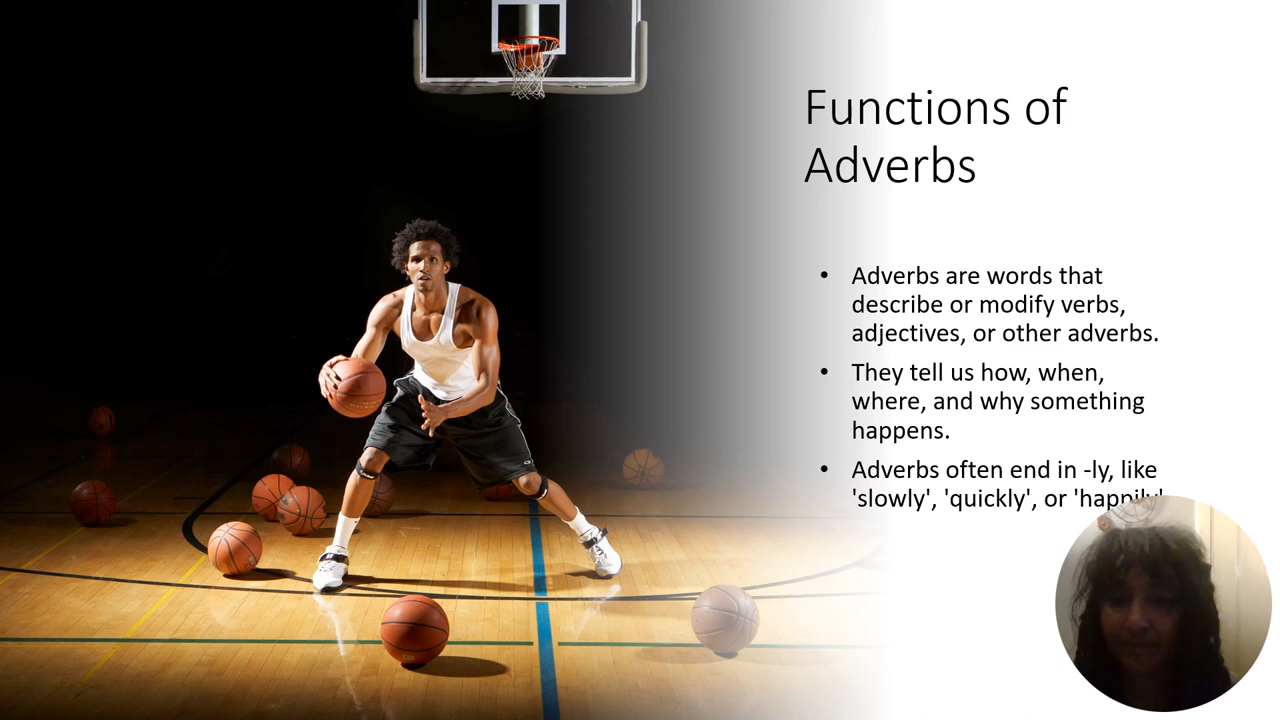 Functions of
Adverbs
• Adverbs are words that
describe or modify verbs,
adjectives, or other adverbs.
• They tell us how, when,
where, and why something
happens.
• Adverbs often end in -ly, like
'slowly', 'quickly', or 'happily'